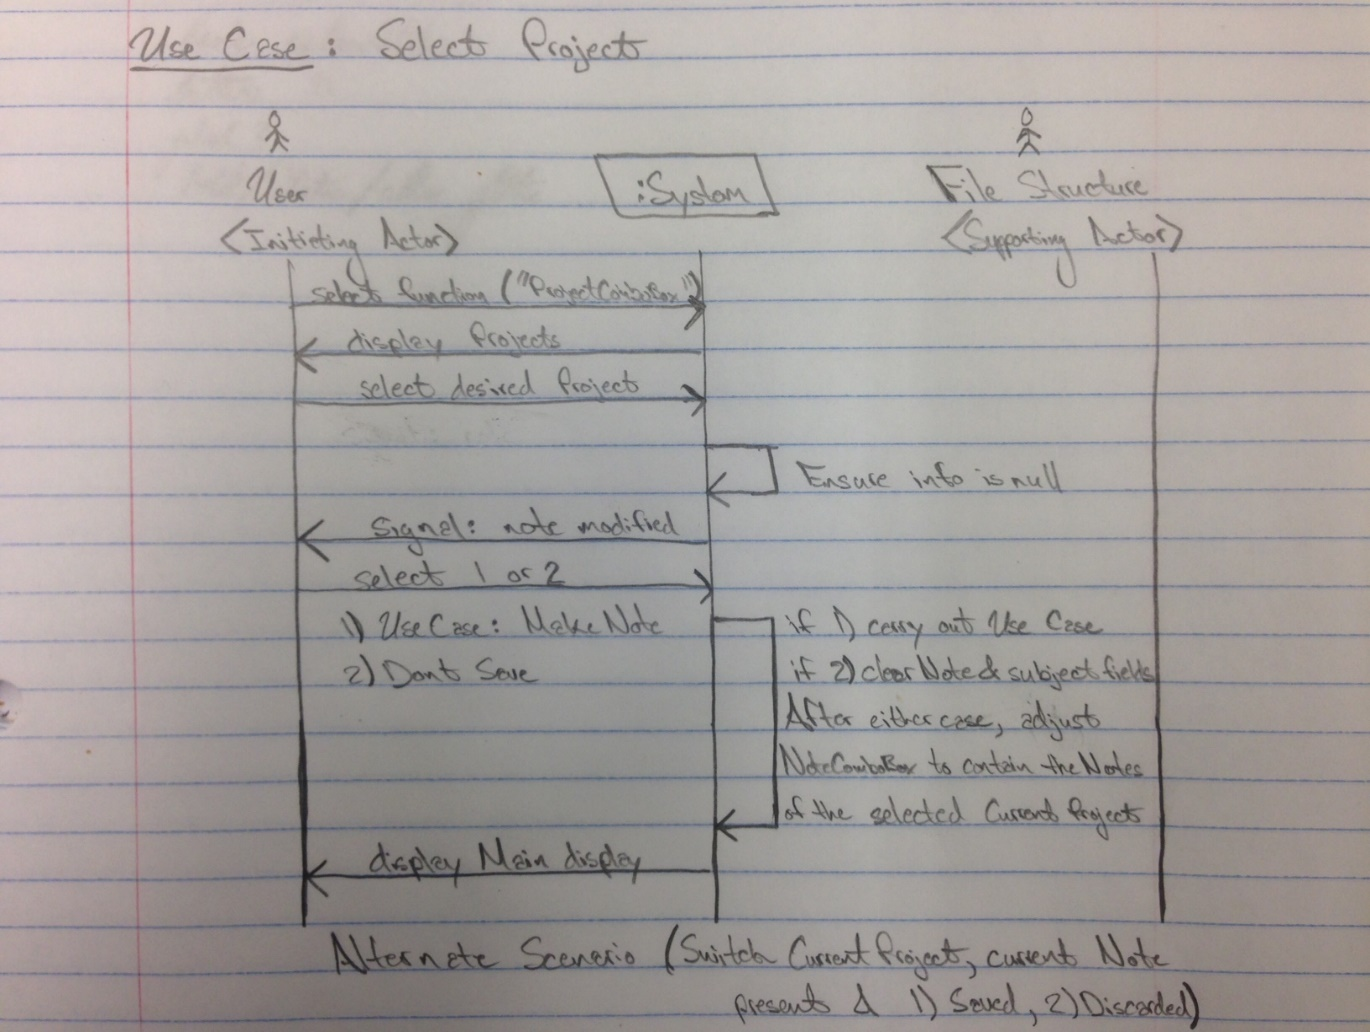 Use Case: Select Project
User
:System
File Structure
<Initiating Actor>
<Supporting Actor>
select function ("ProjectComboBox")
display Projects
select desired Project
Ensure info is null
Signal: note modified
select 1 or 2
1) Use Case: Make Note
if 1) carry out Use Case
2) Dont Save
if 2) clear Note & subject fields
After either case, adjust
NoteComboBox to contain the Notes
of the selected Current Project
display Main display
Alternate Scenario (Switch Current Project, current Note
present & 1) Saved, 2) Discarded)